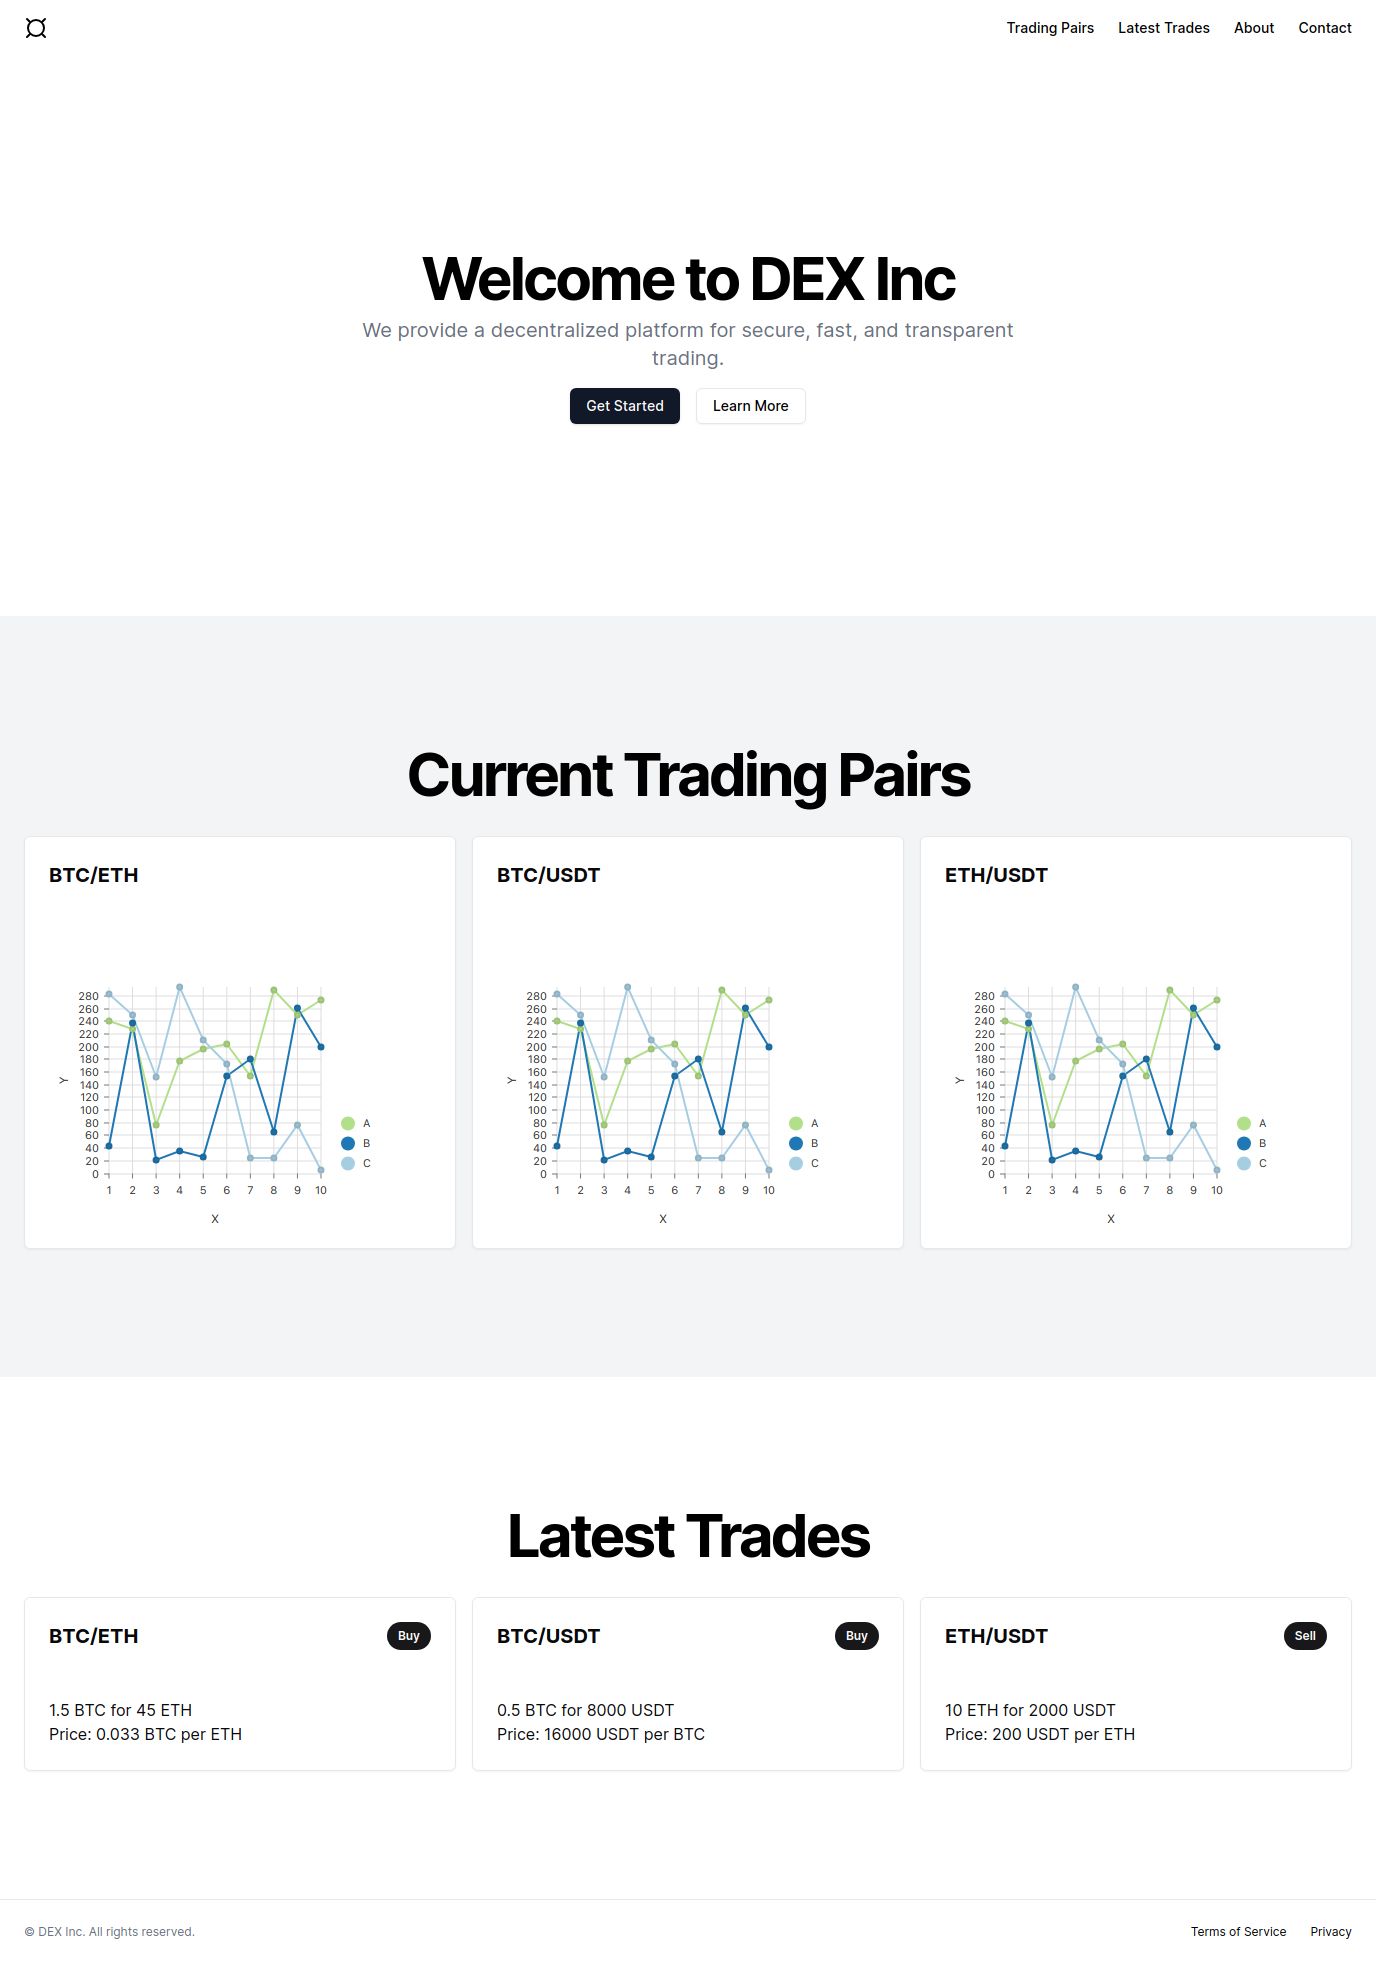 Trading Pairs Latest Trades About Contact
Welcome to DEX Inc
We provide a decentralized platform for secure, fast, and transparent
trading.
Get Started Learn More
Current Trading Pairs
BTC/ETH
280
260
240
220
200
180
160
140
120
100
80
60
40
20
0
Y
1 2 3 4 5 6 7 8 9 10
X
A
B
C
BTC/USDT
280
260
240
220
200
180
160
140
120
100
80
60
40
20
0
Y
1 2 3 4 5 6 7 8 9 10
X
A
B
C
ETH/USDT
280
260
240
220
200
180
160
140
120
100
80
60
40
20
0
Y
1 2 3 4 5 6 7 8 9 10
X
A
B
C
Latest Trades
BTC/ETH Buy
1.5 BTC for 45 ETH
Price: 0.033 BTC per ETH
BTC/USDT Buy
0.5 BTC for 8000 USDT
Price: 16000 USDT per BTC
ETH/USDT Sell
10 ETH for 2000 USDT
Price: 200 USDT per ETH
© DEX Inc. All rights reserved. Terms of Service Privacy